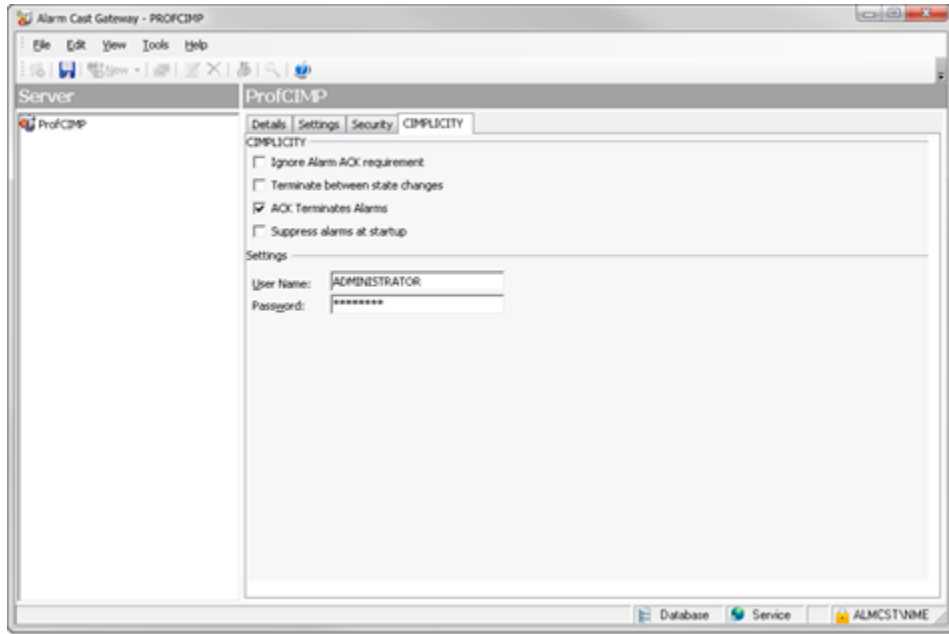 Alarm Cast Gateway - PROFCIMP
File Edit View Tools Help
New
Server
ProfCIMP
ProfCIMP
Details Settings Security CIMPLICITY
CIMPLICITY
Ignore Alarm ACK requirement
Terminate between state changes
ACK Terminates Alarms
Suppress alarms at startup
Settings
User Name: ADMINISTRATOR
Password: ********
Database Service ALMCST\NME